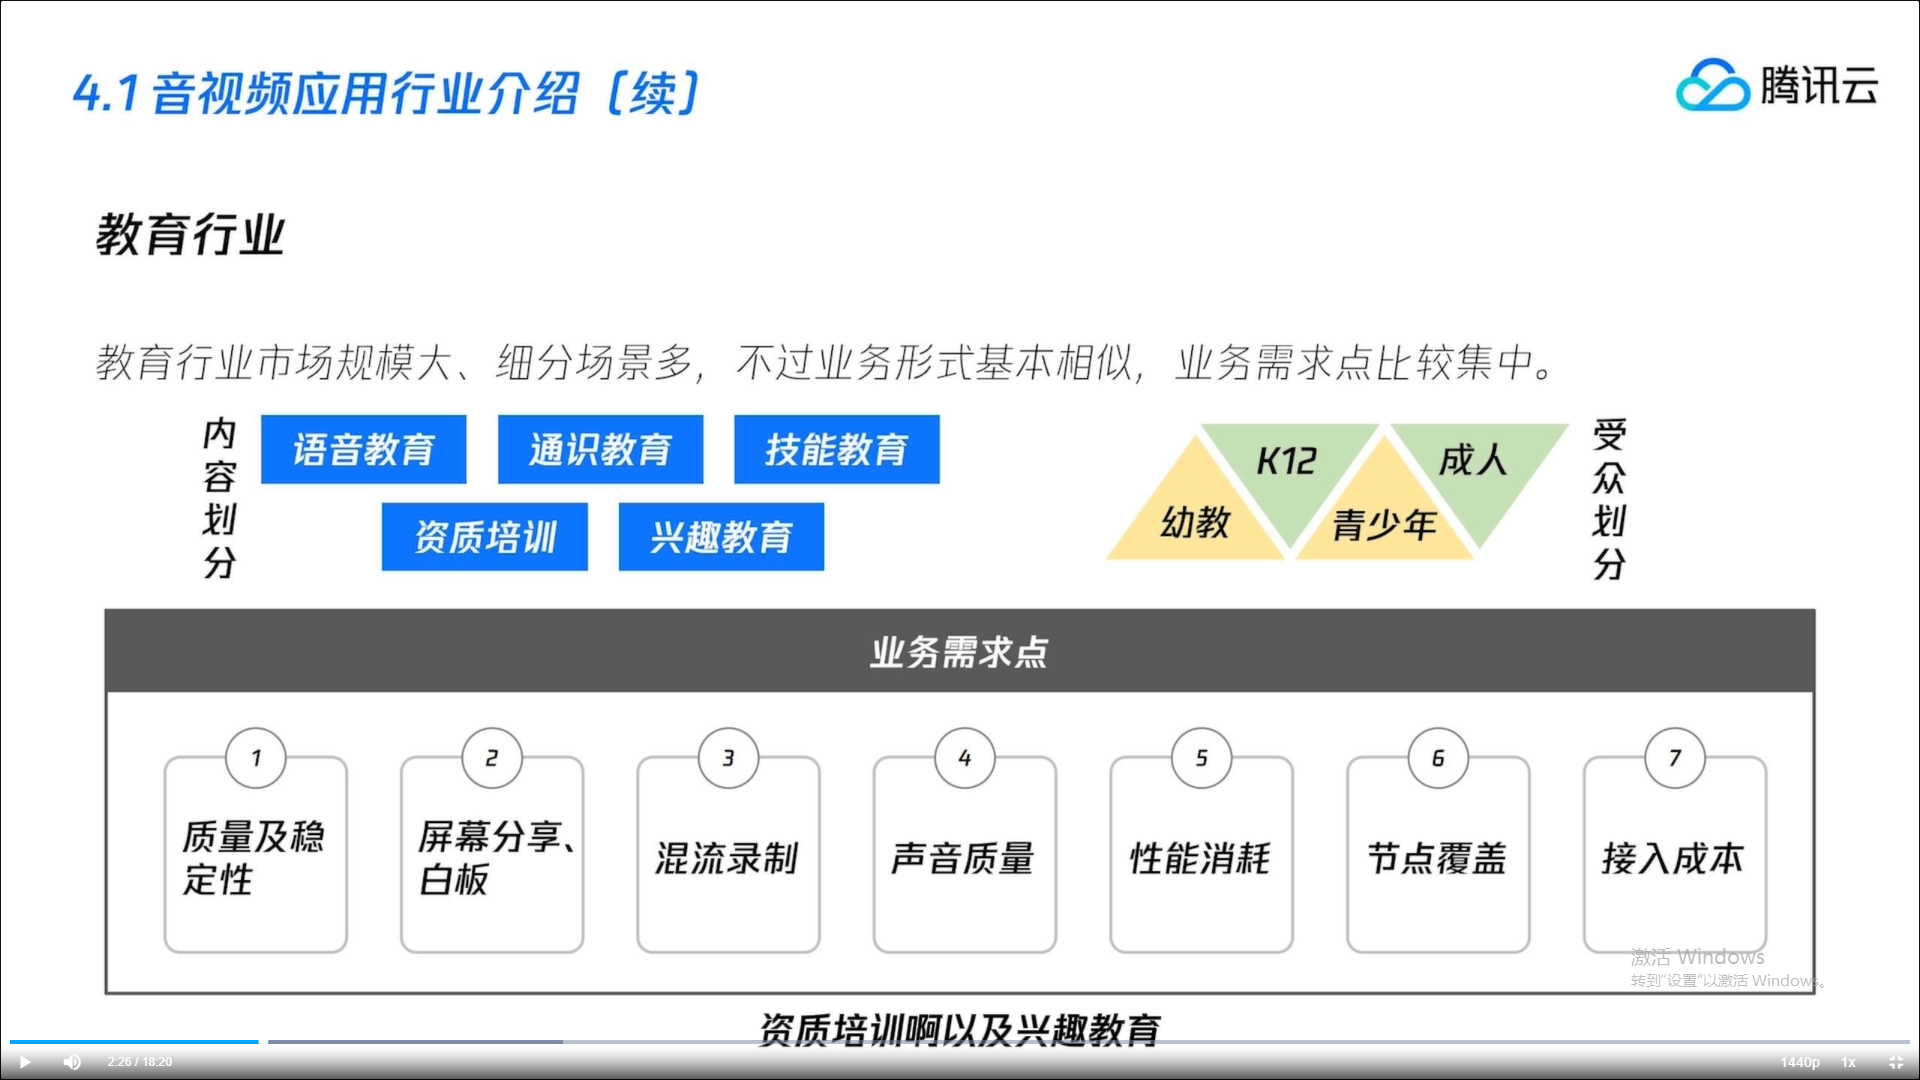 4.1 音视频应用行业介绍（续）
腾讯云
教育行业
教育行业市场规模大、细分场景多，不过业务形式基本相似，业务需求点比较集中。
内容划分
语音教育
通识教育
技能教育
资质培训
兴趣教育
幼教
K12
青少年
成人
受众划分
业务需求点
1
质量及稳
定性
2
屏幕分享、
白板
3
混流录制
4
声音质量
5
性能消耗
6
节点覆盖
7
接入成本
激活 Windows
转到“设置”以激活 Windows。
资质培训啊以及兴趣教育
2:26 / 18:20
1440p
1x